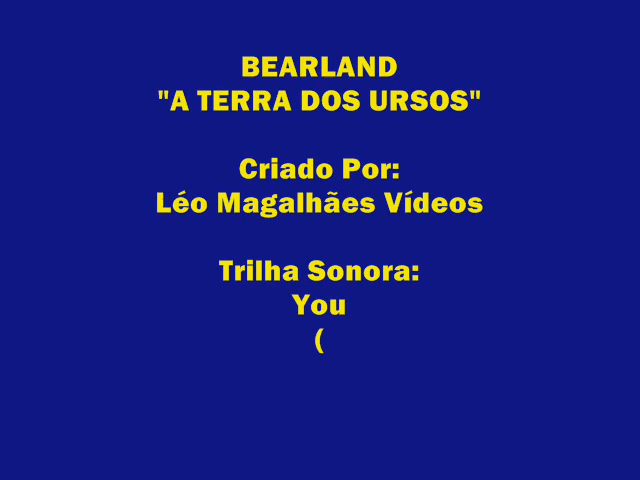 BEARLAND
"A TERRA DOS URSOS"
Criado Por:
Léo Magalhães Vídeos
Trilha Sonora:
You
(